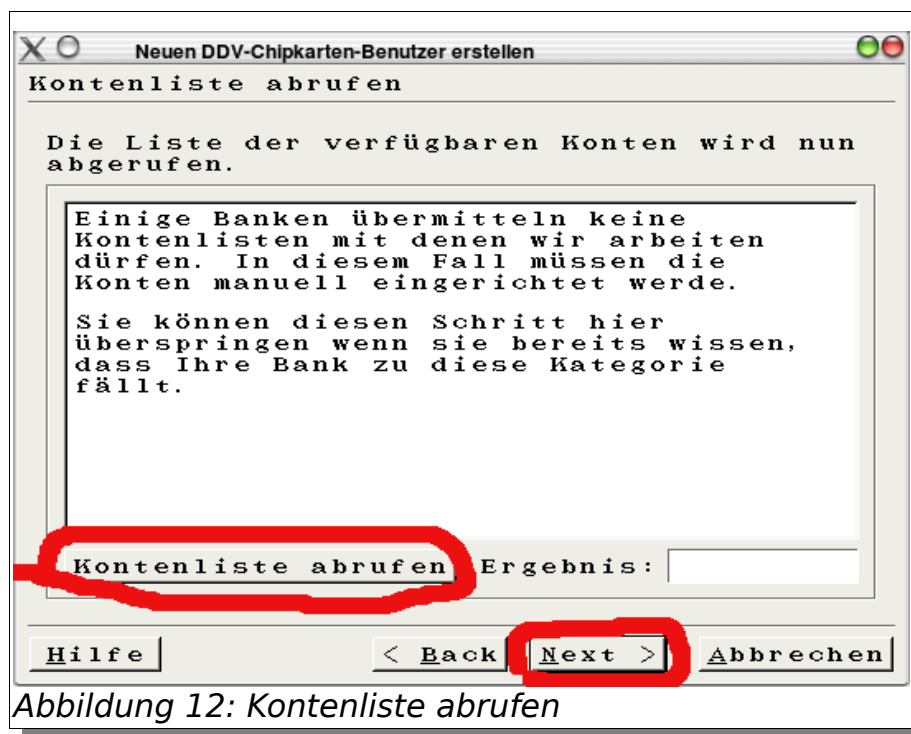 Neuen DDV-Chipkarten-Benutzer erstellen
Kontenliste abrufen
Die Liste der verfügbaren Konten wird nun
abgerufen.
Einige Banken übermitteln keine
Kontenlisten mit denen wir arbeiten
dürfen. In diesem Fall müssen die
Konten manuell eingerichtet werde.
Sie können diesen Schritt hier
überspringen wenn sie bereits wissen,
dass Ihre Bank zu diese Kategorie
fällt.
Kontenliste abrufen Ergebnis:
Hilfe < Back Next > Abbrechen
Abbildung 12: Kontenliste abrufen